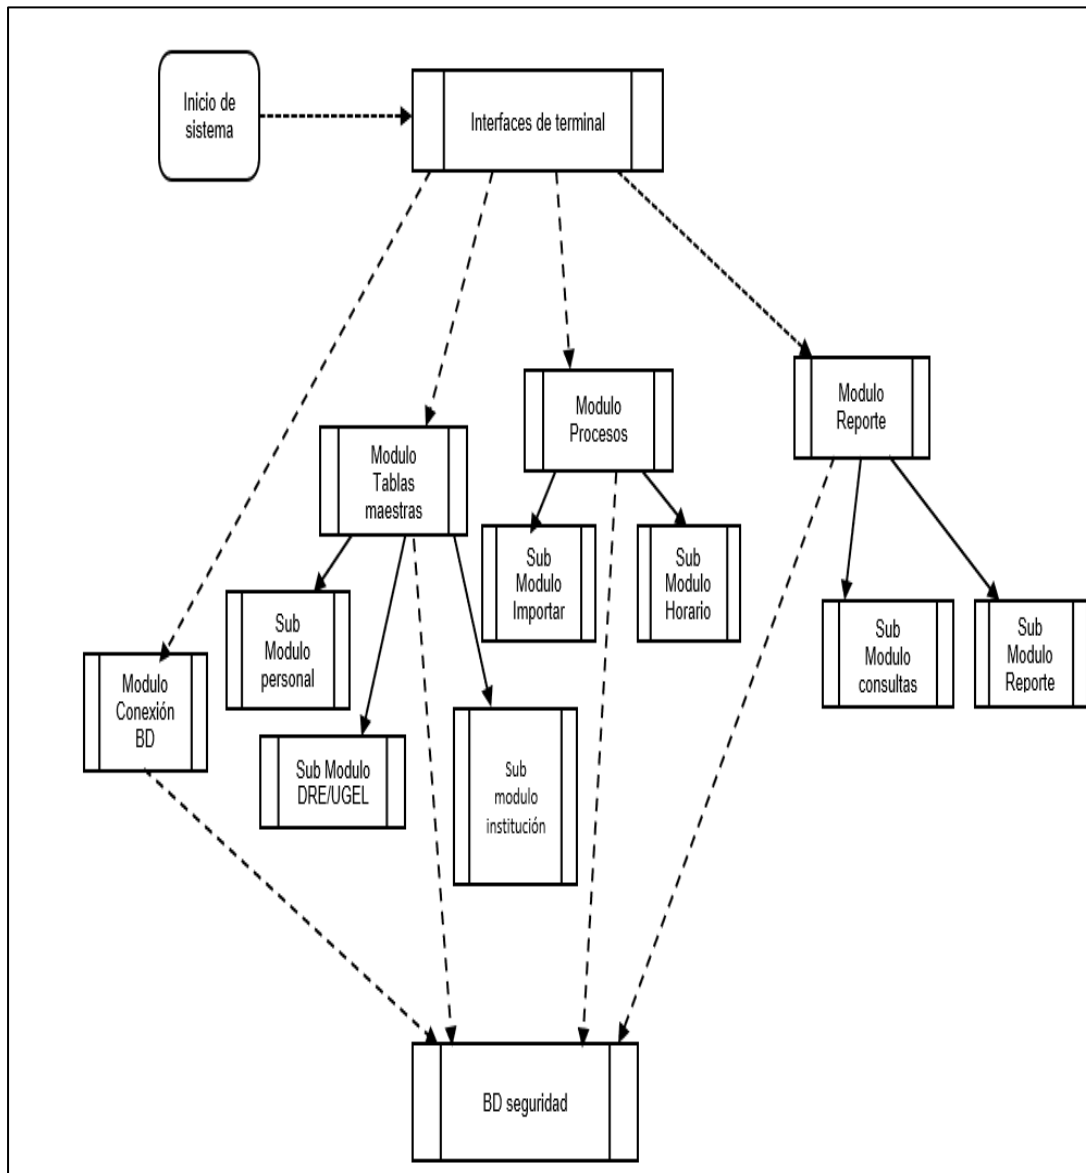 Inicio de
sistema
Interfaces de terminal
Modulo
Reporte
Modulo
Procesos
Modulo
Tablas
maestras
Sub
Modulo
Importar
Sub
Modulo
Horario
Sub
Modulo
personal
Sub
Modulo
consultas
Sub
Modulo
Reporte
Modulo
Conexión
BD
Sub Modulo
DRE/UGEL
Sub
modulo
institución
BD seguridad